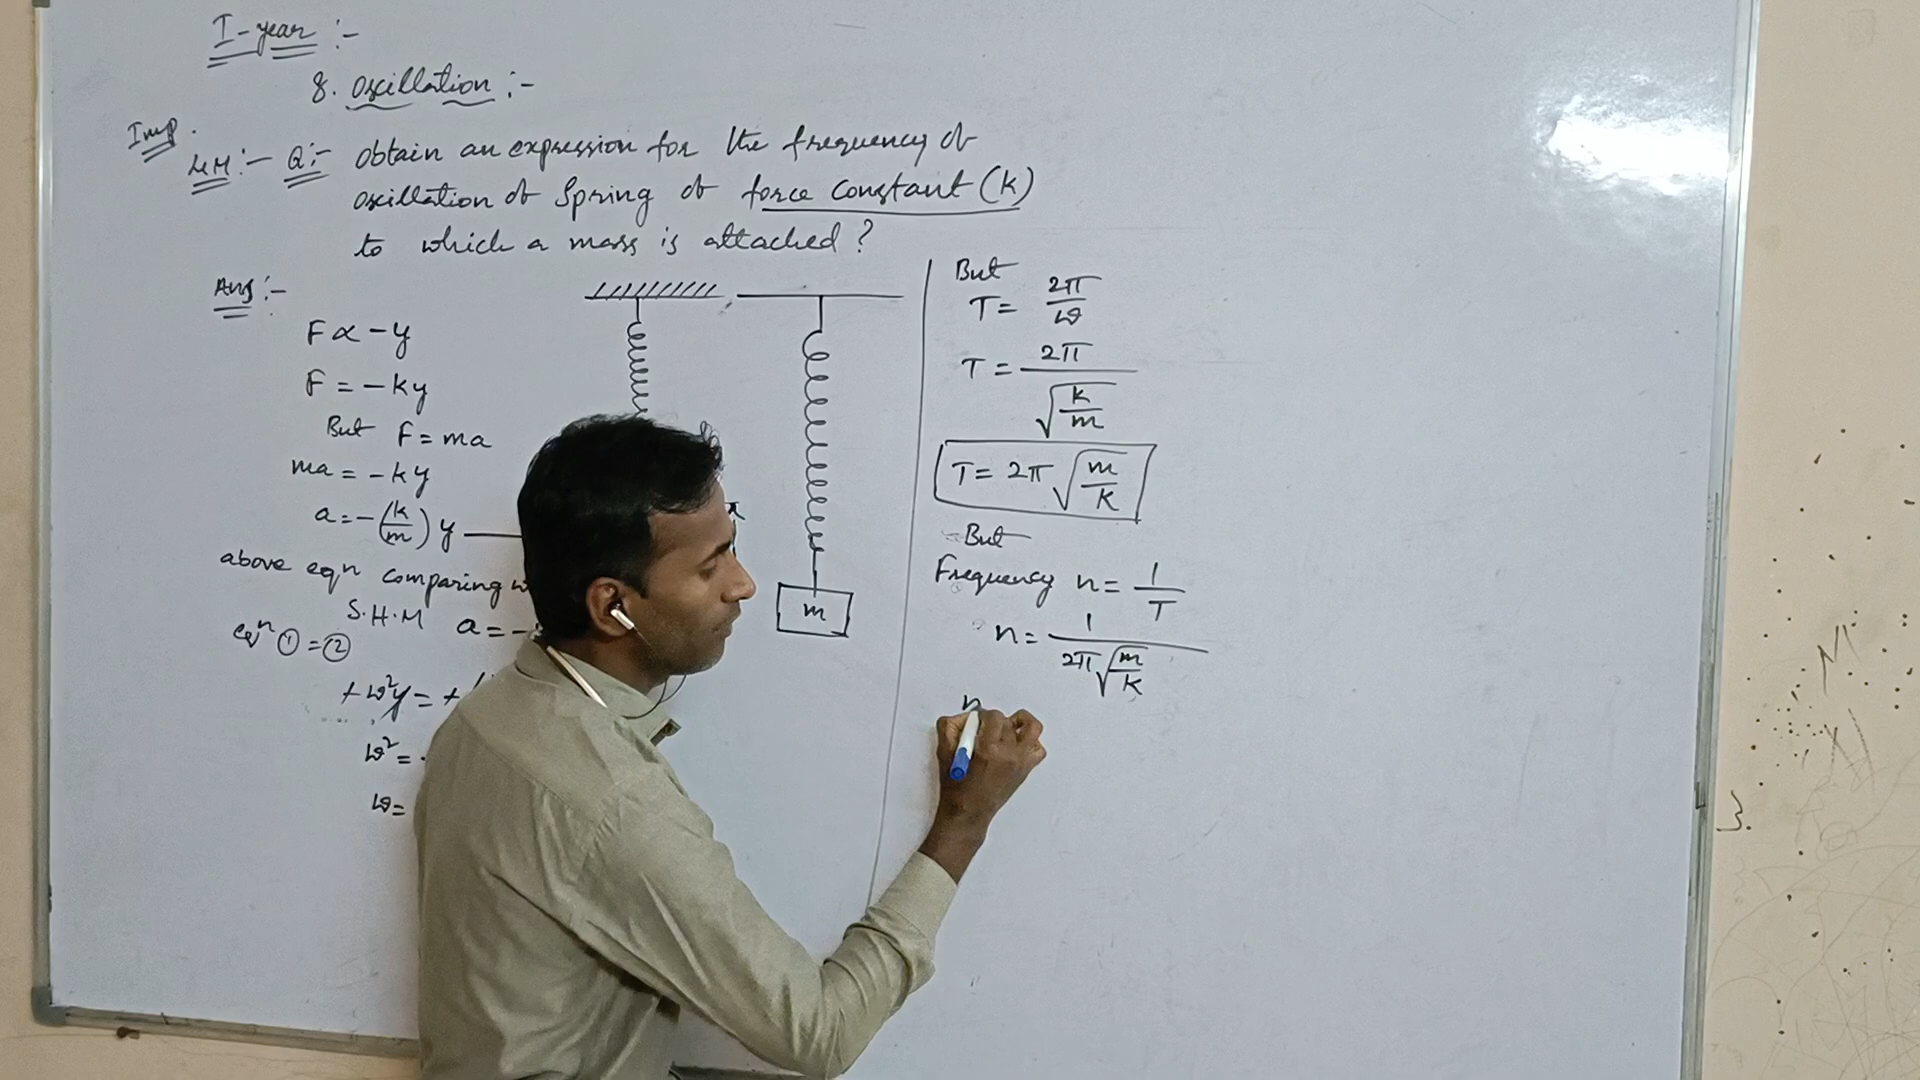 I-year :-
8. Oscillation :-
Imp.
4M :- Q:- Obtain an expression for the frequency of
oscillation of Spring of force constant (k)
to which a mass is attached ?
Ans :-
F ∝ -y
F = -ky
But F = ma
ma = -ky
a = -(k/m) y
above eqn comparing
S.H.M a = -
eqⁿ ① = ②
+ω²y = +
ω² =
ω =
m
But
T = 2π/ω
T = 2π/√(k/m)
T = 2π √(m/k)
But
Frequency n = 1/T
n = 1/(2π√(m/k))
n